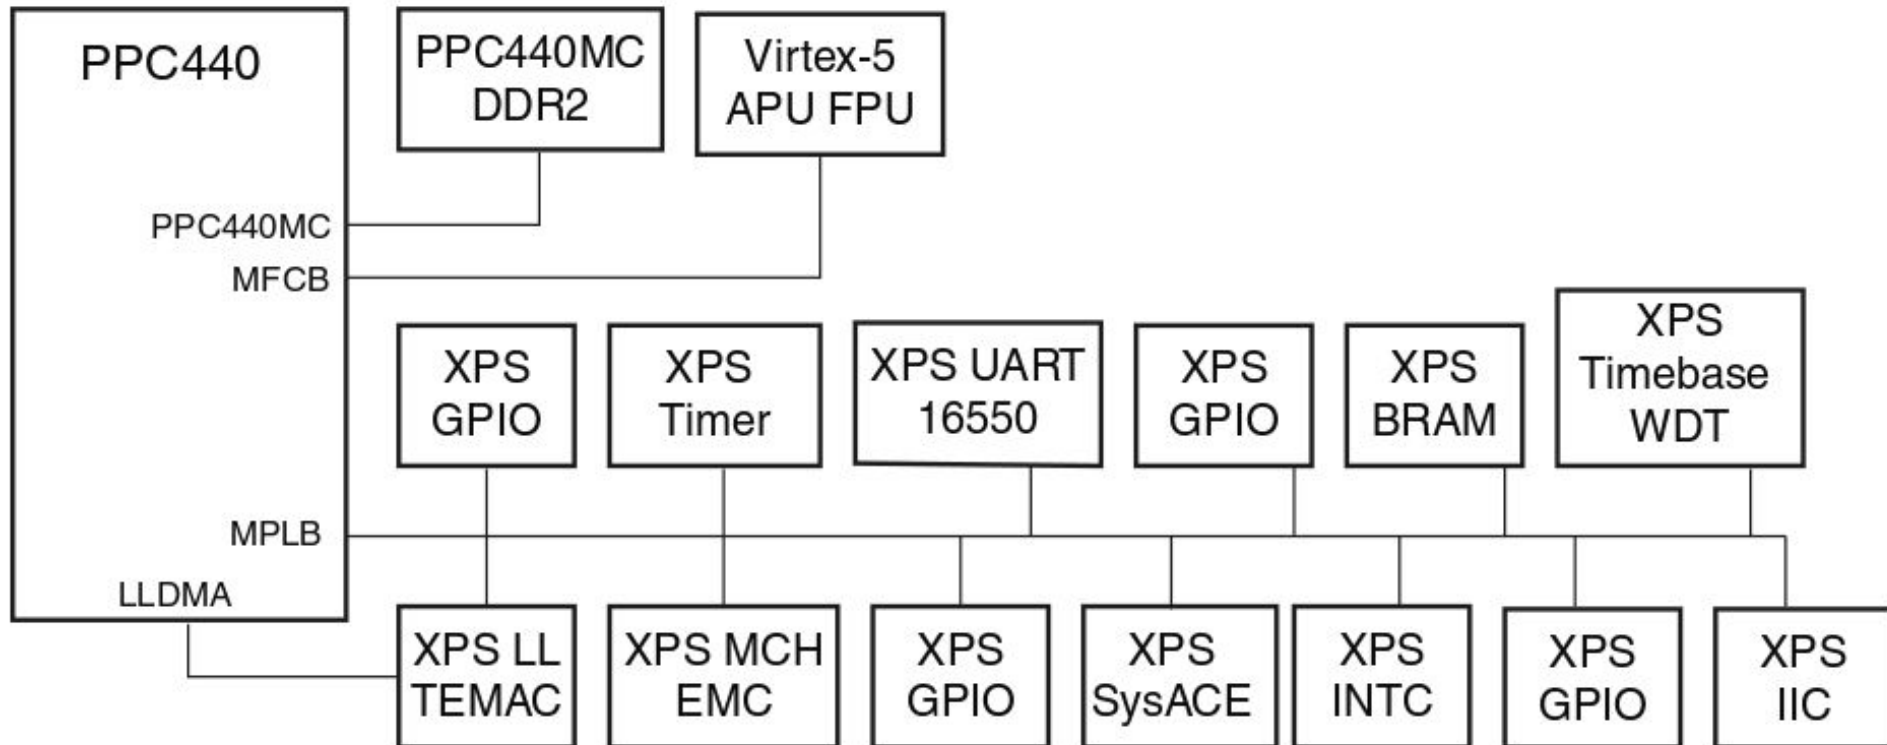 PPC440
PPC440MC
DDR2
Virtex-5
APU FPU
PPC440MC
MFCB
XPS
GPIO
XPS
Timer
XPS UART
16550
XPS
GPIO
XPS
BRAM
XPS
Timebase
WDT
MPLB
LLDMA
XPS LL
TEMAC
XPS MCH
EMC
XPS
GPIO
XPS
SysACE
XPS
INTC
XPS
GPIO
XPS
IIC